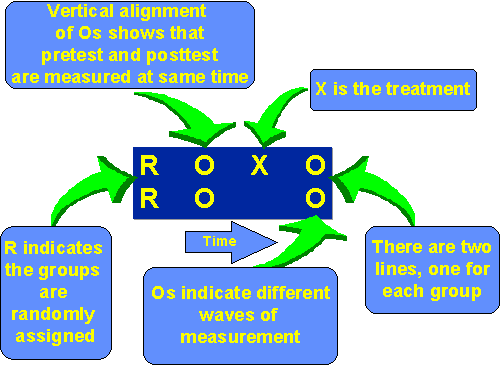 Vertical alignment
of Os shows that
pretest and posttest
are measured at same time
X is the treatment
R O X O
R O O
Time
R indicates
the groups
are
randomly
assigned
Os indicate different
waves of
measurement
There are two
lines, one for
each group